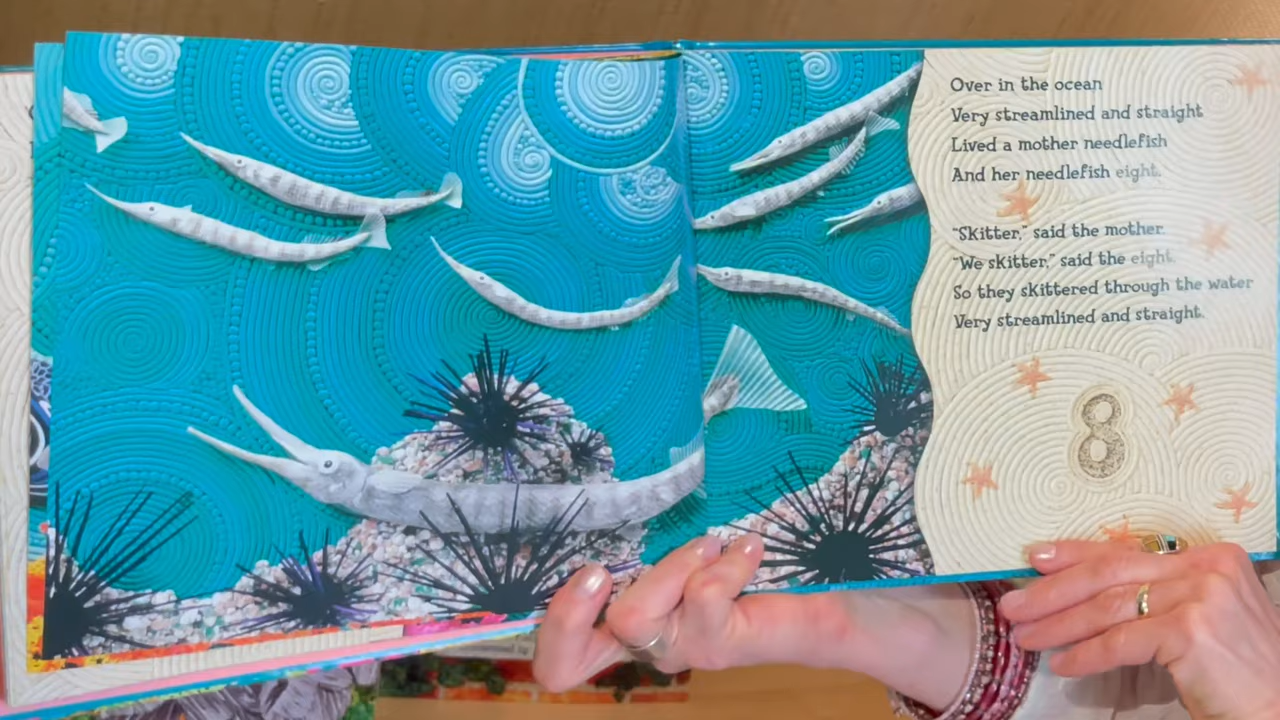 Over in the ocean
Very streamlined and straight
Lived a mother needlefish
And her needlefish eight.
"Skitter," said the mother.
"We skitter," said the eight.
So they skittered through the water
Very streamlined and straight.
8